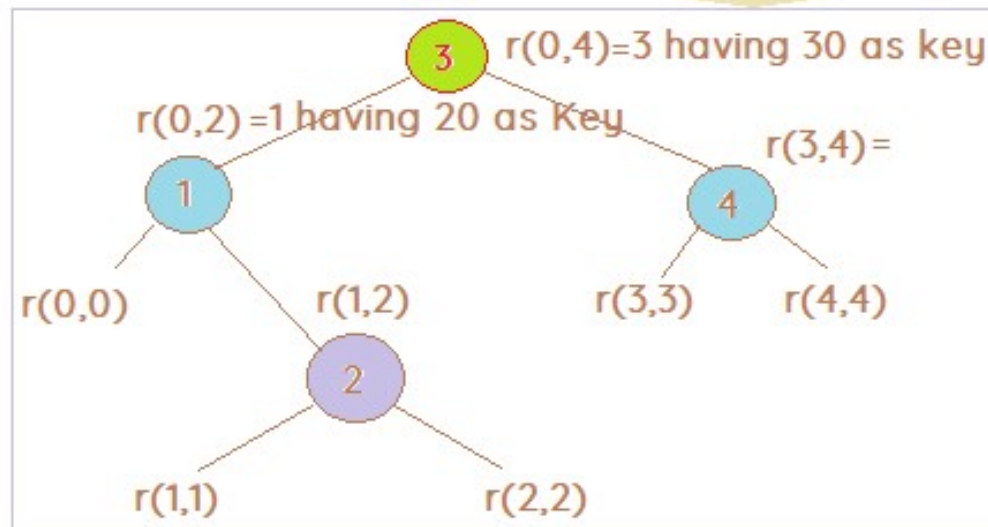 3
r(0,4)=3 having 30 as key
r(0,2) =1 having 20 as Key
r(3,4) =
1
4
r(0,0)
r(1,2)
r(3,3)
r(4,4)
2
r(1,1)
r(2,2)